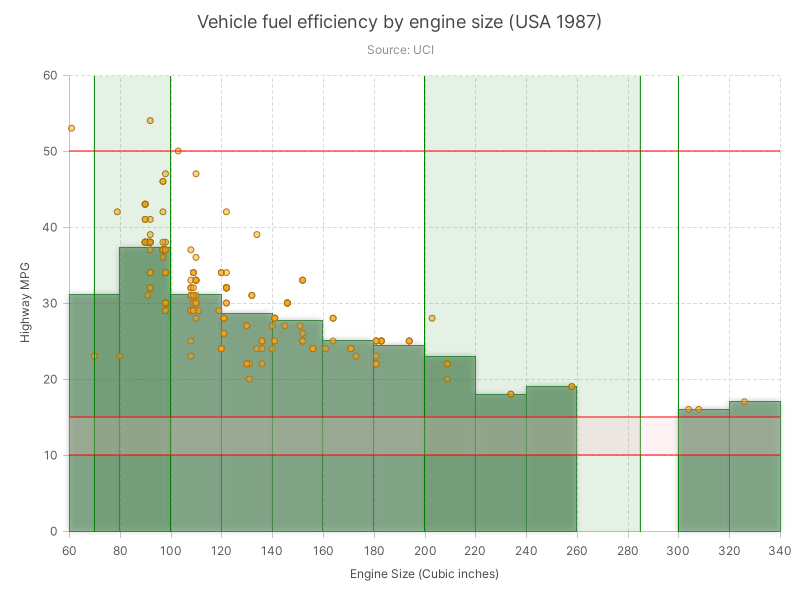 Vehicle fuel efficiency by engine size (USA 1987)
Source: UCI
60
50
40
30
20
10
0
Highway MPG
60 80 100 120 140 160 180 200 220 240 260 280 300 320 340
Engine Size (Cubic inches)